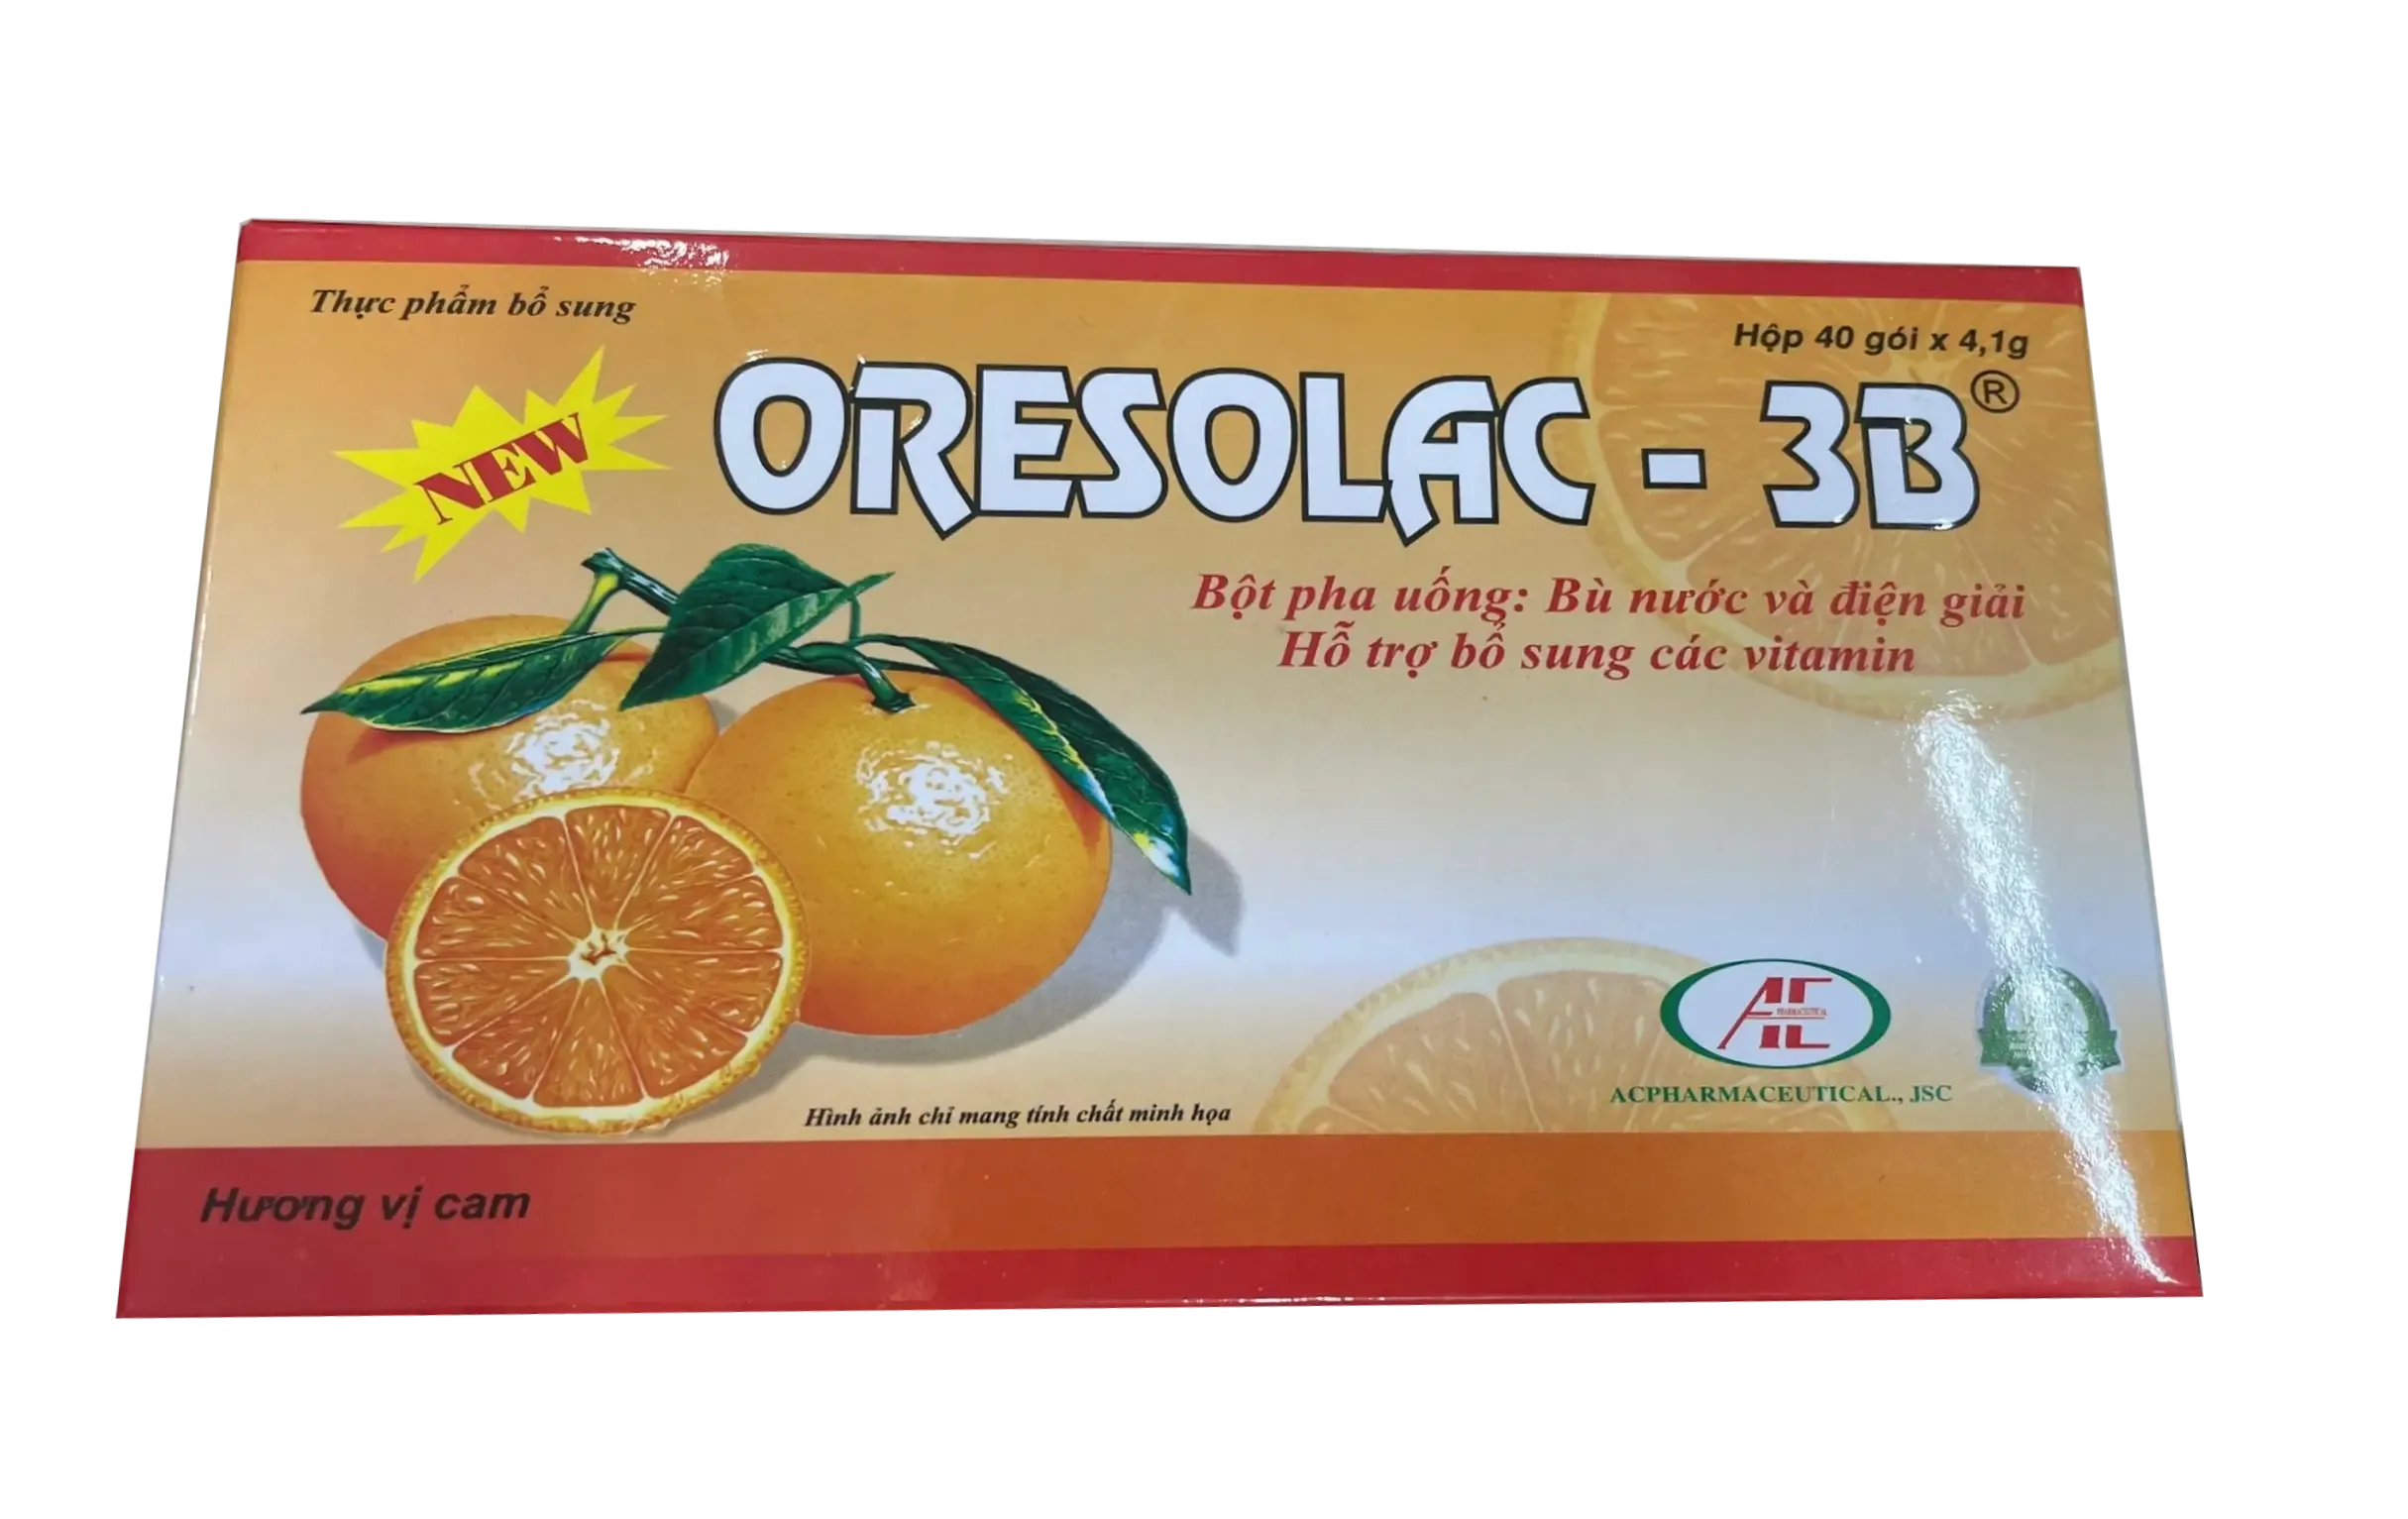 Thực phẩm bổ sung
Hộp 40 gói x 4,1g
NEW
ORESOLAC - 3B®
Bột pha uống: Bù nước và điện giải
Hỗ trợ bổ sung các vitamin
AC
PHARMACEUTICAL
ACPHARMACEUTICAL., JSC
Hình ảnh chỉ mang tính chất minh họa
Hương vị cam